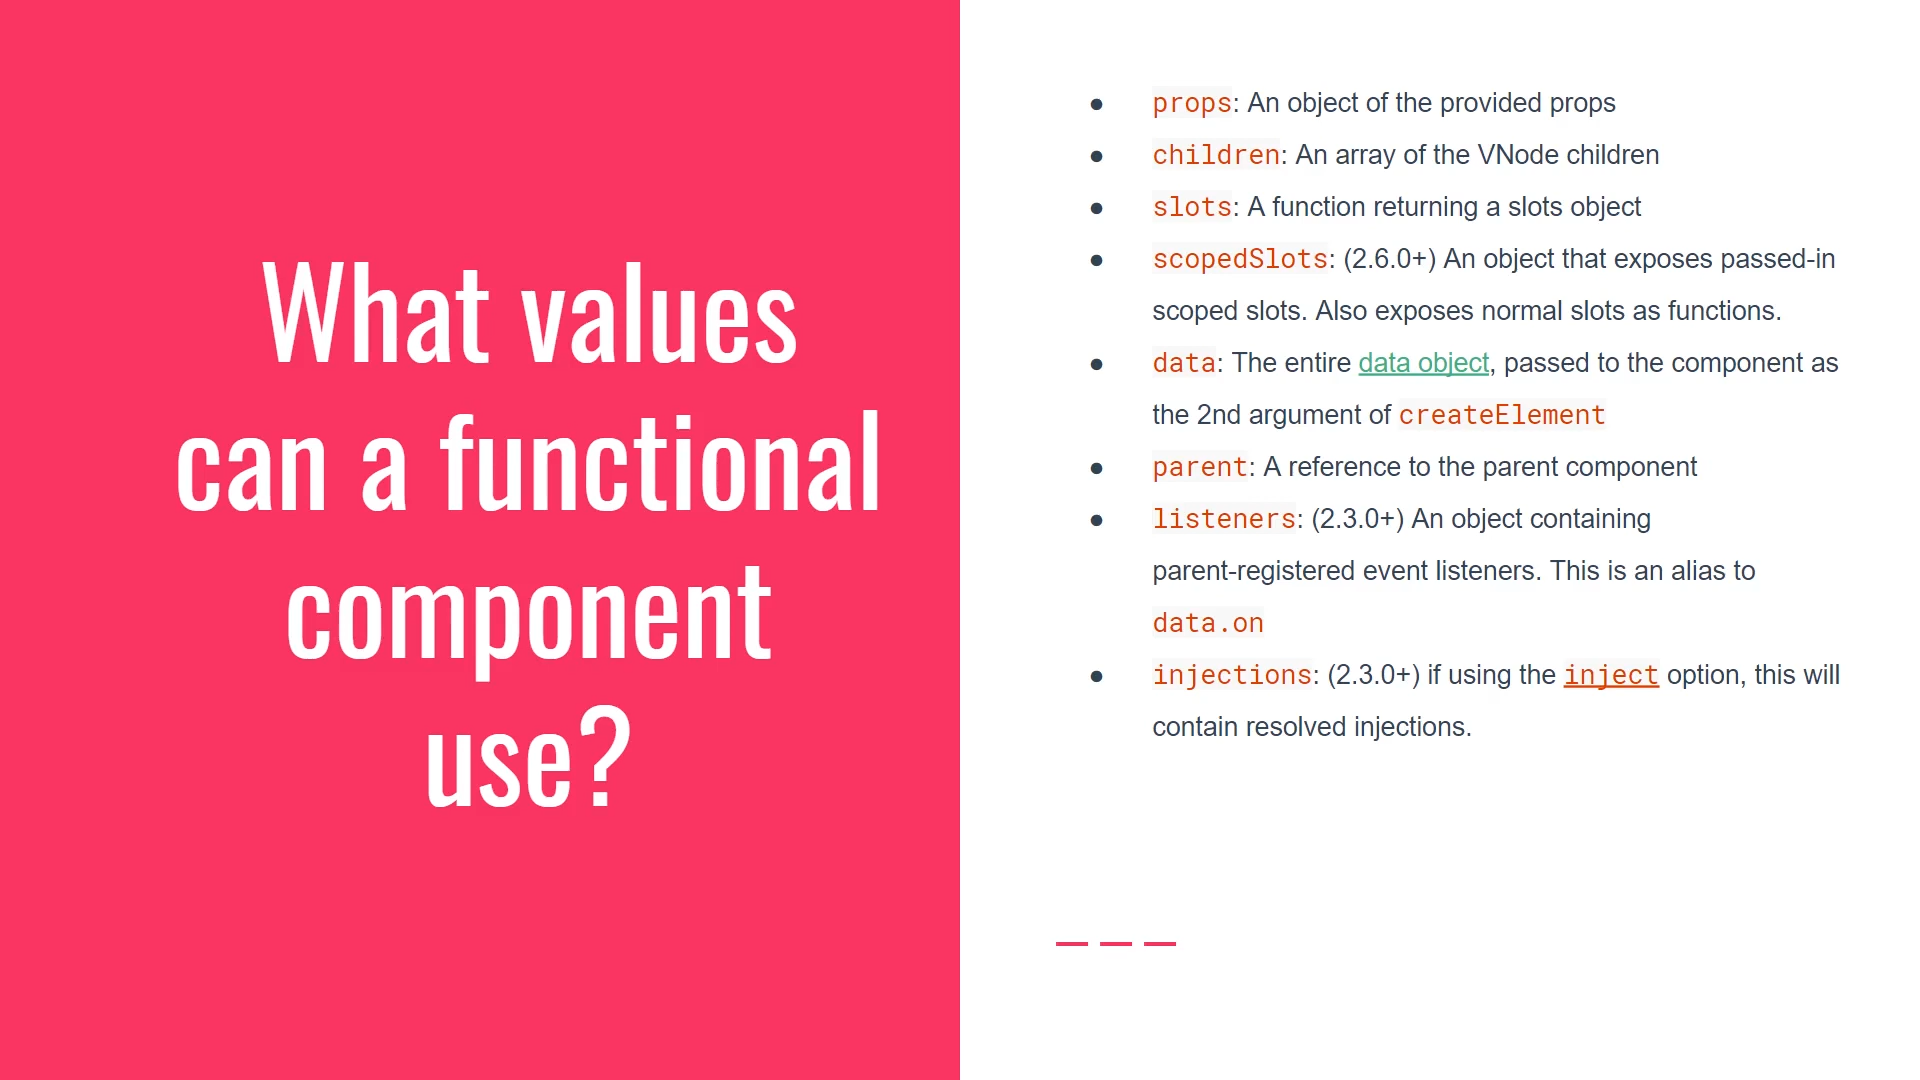 What values
can a functional
component
use?
● props: An object of the provided props
● children: An array of the VNode children
● slots: A function returning a slots object
● scopedSlots: (2.6.0+) An object that exposes passed-in
scoped slots. Also exposes normal slots as functions.
● data: The entire data object, passed to the component as
the 2nd argument of createElement
● parent: A reference to the parent component
● listeners: (2.3.0+) An object containing
parent-registered event listeners. This is an alias to
data.on
● injections: (2.3.0+) if using the inject option, this will
contain resolved injections.